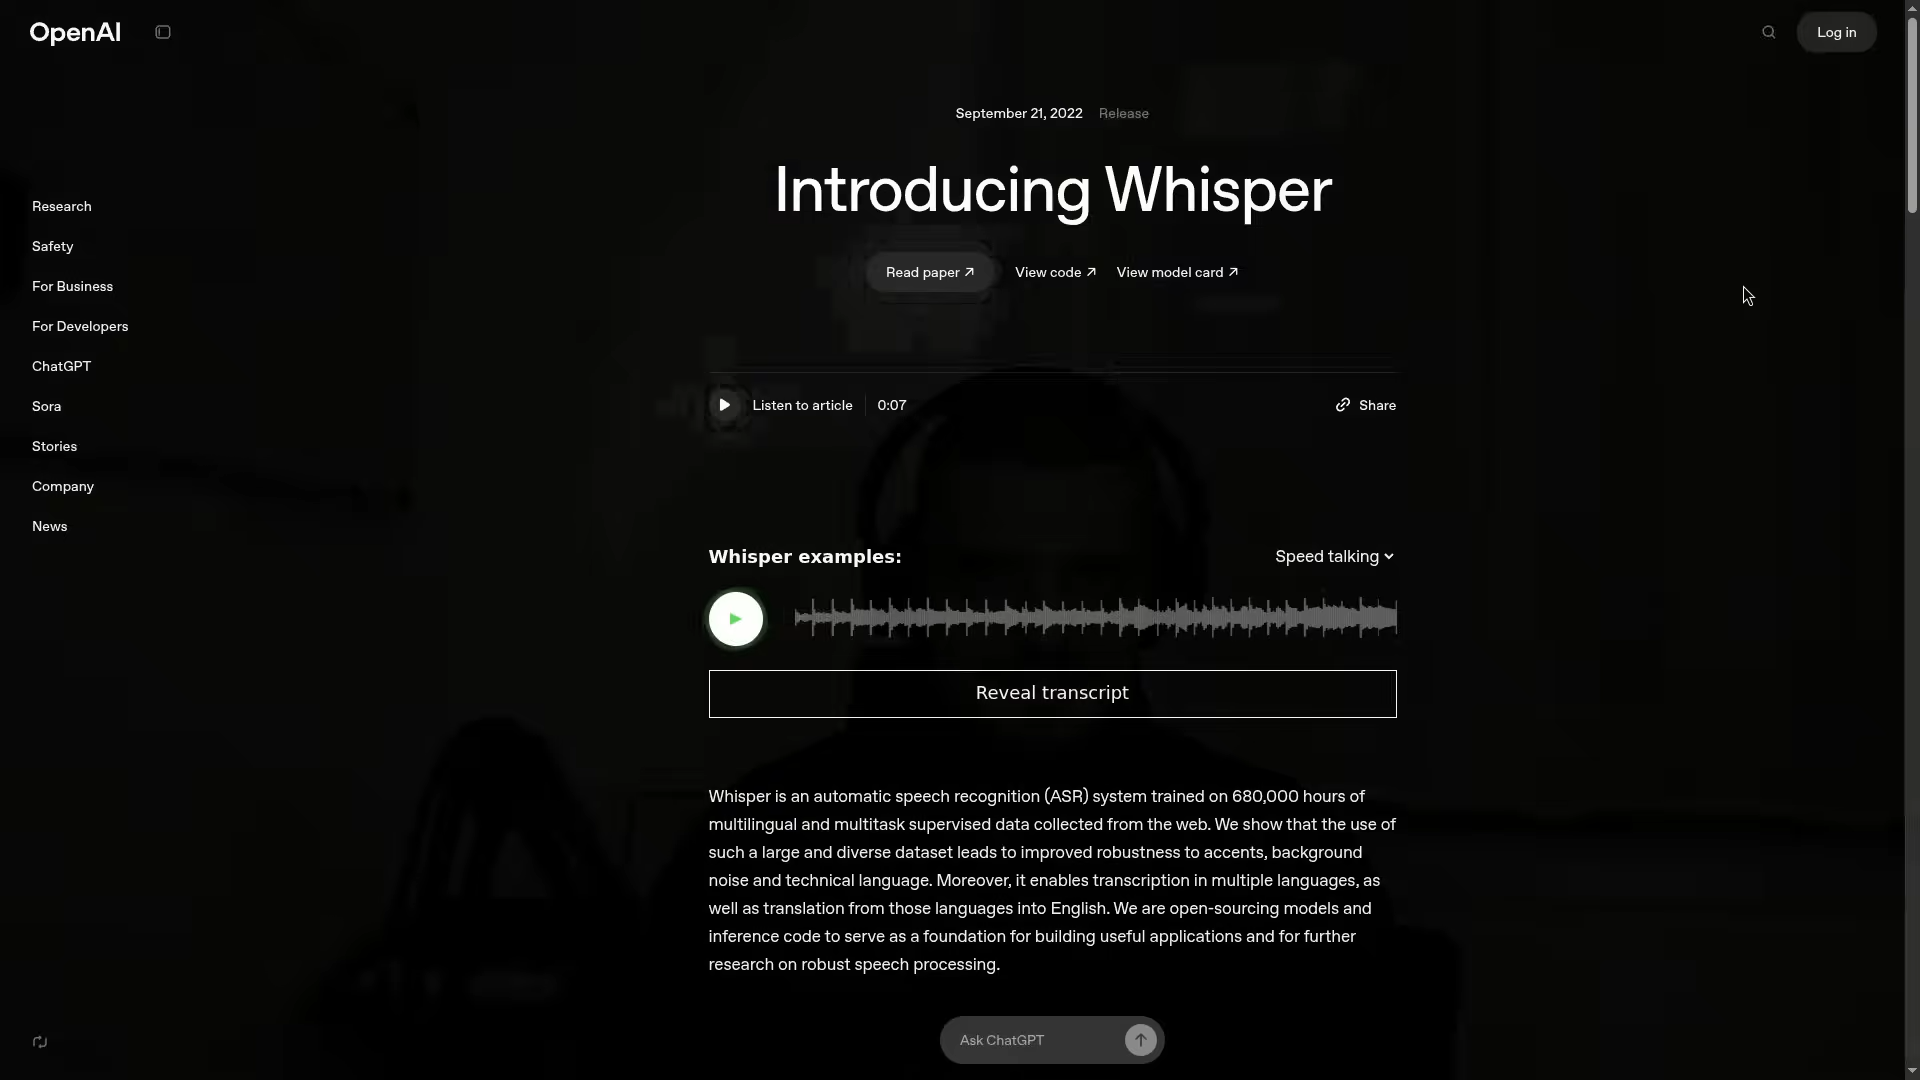 OpenAI
Log in
Research
Safety
For Business
For Developers
ChatGPT
Sora
Stories
Company
News
September 21, 2022 Release
Introducing Whisper
Read paper ↗ View code ↗ View model card ↗
Listen to article 0:07 Share
Whisper examples: Speed talking
Reveal transcript
Whisper is an automatic speech recognition (ASR) system trained on 680,000 hours of
multilingual and multitask supervised data collected from the web. We show that the use of
such a large and diverse dataset leads to improved robustness to accents, background
noise and technical language. Moreover, it enables transcription in multiple languages, as
well as translation from those languages into English. We are open-sourcing models and
inference code to serve as a foundation for building useful applications and for further
research on robust speech processing.
Ask ChatGPT